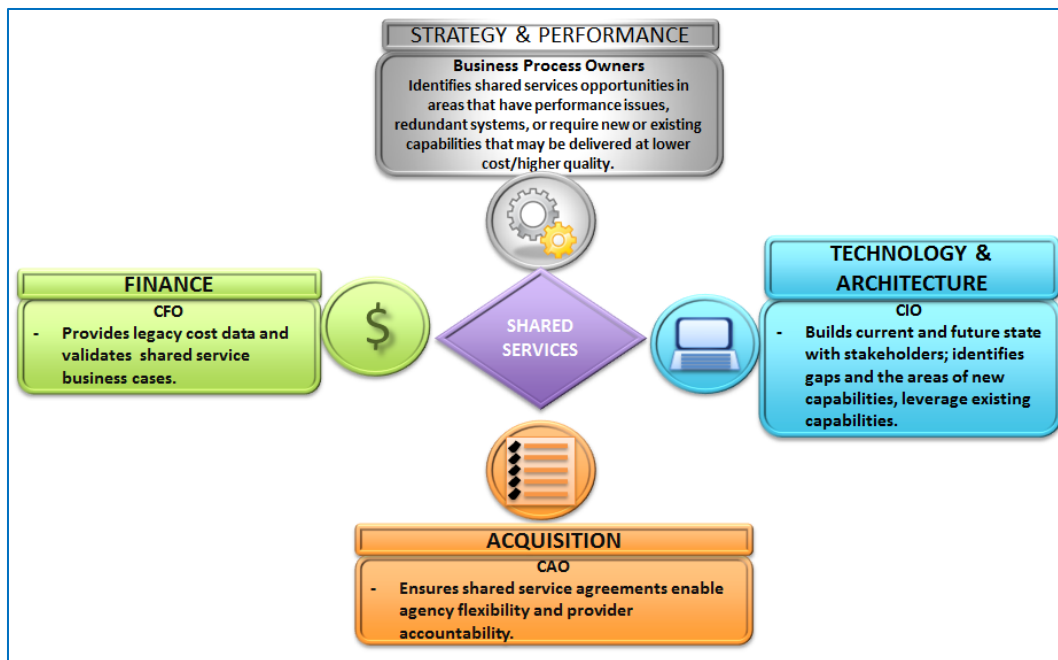 STRATEGY & PERFORMANCE
Business Process Owners
Identifies shared services opportunities in
areas that have performance issues,
redundant systems, or require new or existing
capabilities that may be delivered at lower
cost/higher quality.
FINANCE
CFO
- Provides legacy cost data and
validates shared service
business cases.
$
SHARED
SERVICES
TECHNOLOGY &
ARCHITECTURE
CIO
- Builds current and future state
with stakeholders; identifies
gaps and the areas of new
capabilities, leverage existing
capabilities.
ACQUISITION
CAO
- Ensures shared service agreements enable
agency flexibility and provider
accountability.